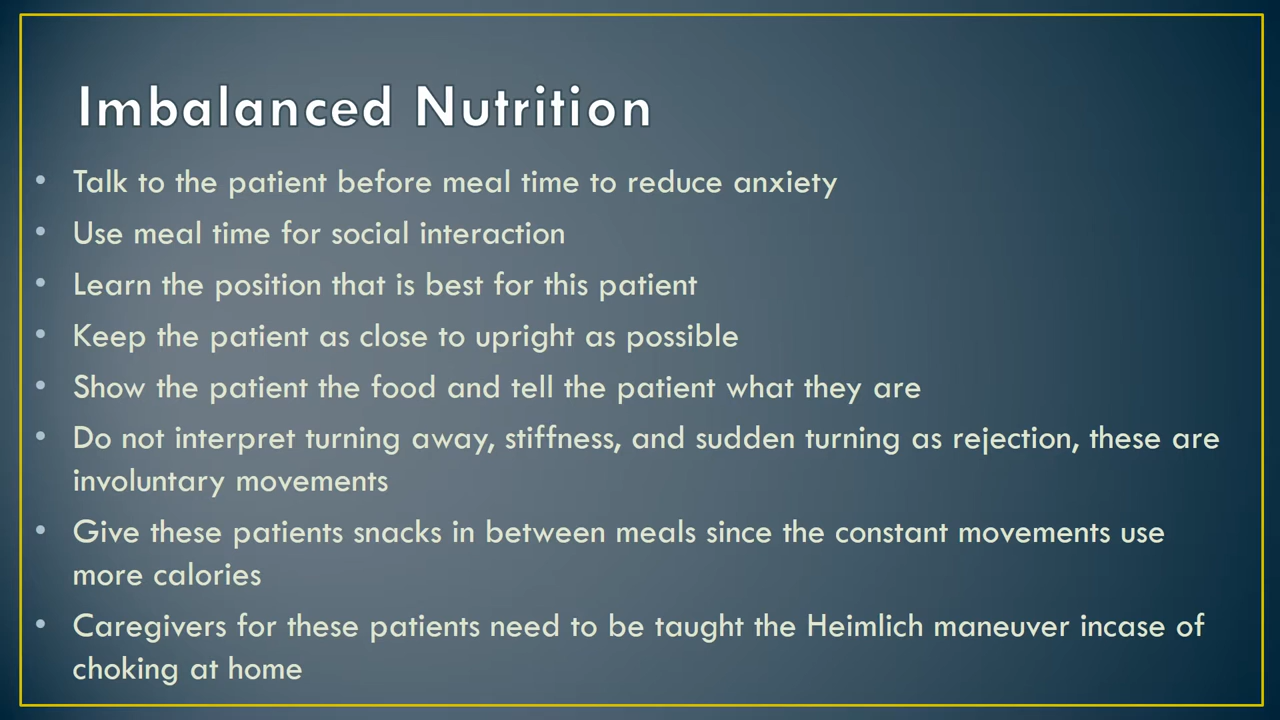 Imbalanced Nutrition
• Talk to the patient before meal time to reduce anxiety
• Use meal time for social interaction
• Learn the position that is best for this patient
• Keep the patient as close to upright as possible
• Show the patient the food and tell the patient what they are
• Do not interpret turning away, stiffness, and sudden turning as rejection, these are
involuntary movements
• Give these patients snacks in between meals since the constant movements use
more calories
• Caregivers for these patients need to be taught the Heimlich maneuver incase of
choking at home